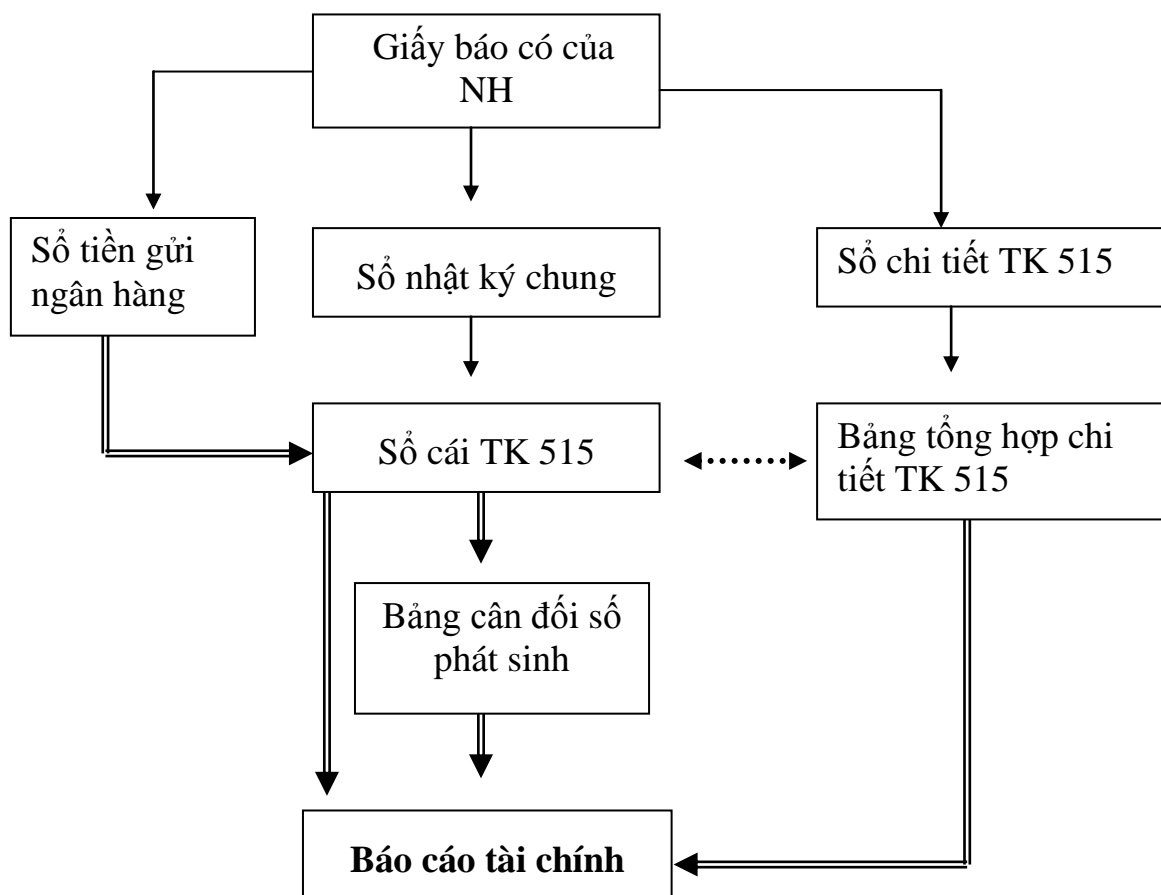 Giấy báo có của
NH
Sổ tiền gửi
ngân hàng
Sổ nhật ký chung
Sổ chi tiết TK 515
Sổ cái TK 515
Bảng tổng hợp chi
tiết TK 515
Bảng cân đối số
phát sinh
Báo cáo tài chính